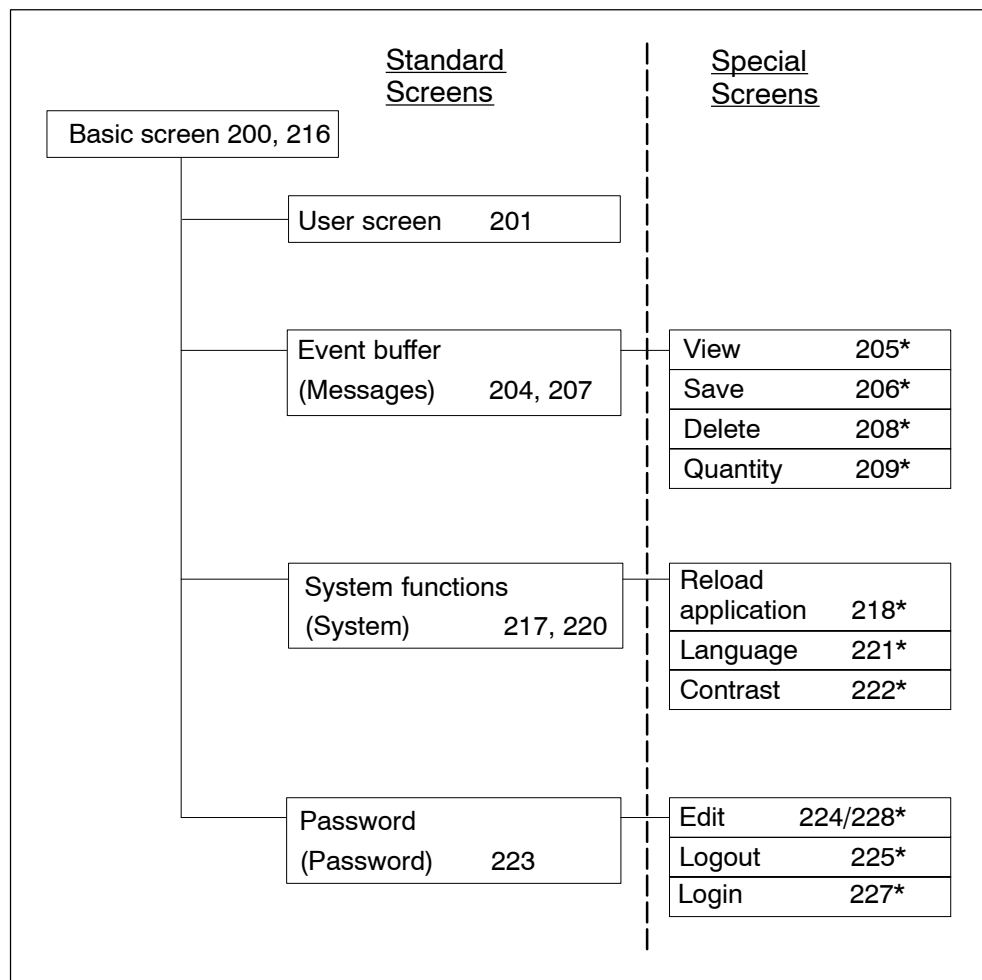 Standard
Screens
Special
Screens
Basic screen 200, 216
User screen 201
Event buffer
(Messages) 204, 207
View 205*
Save 206*
Delete 208*
Quantity 209*
System functions
(System) 217, 220
Reload
application 218*
Language 221*
Contrast 222*
Password
(Password) 223
Edit 224/228*
Logout 225*
Login 227*